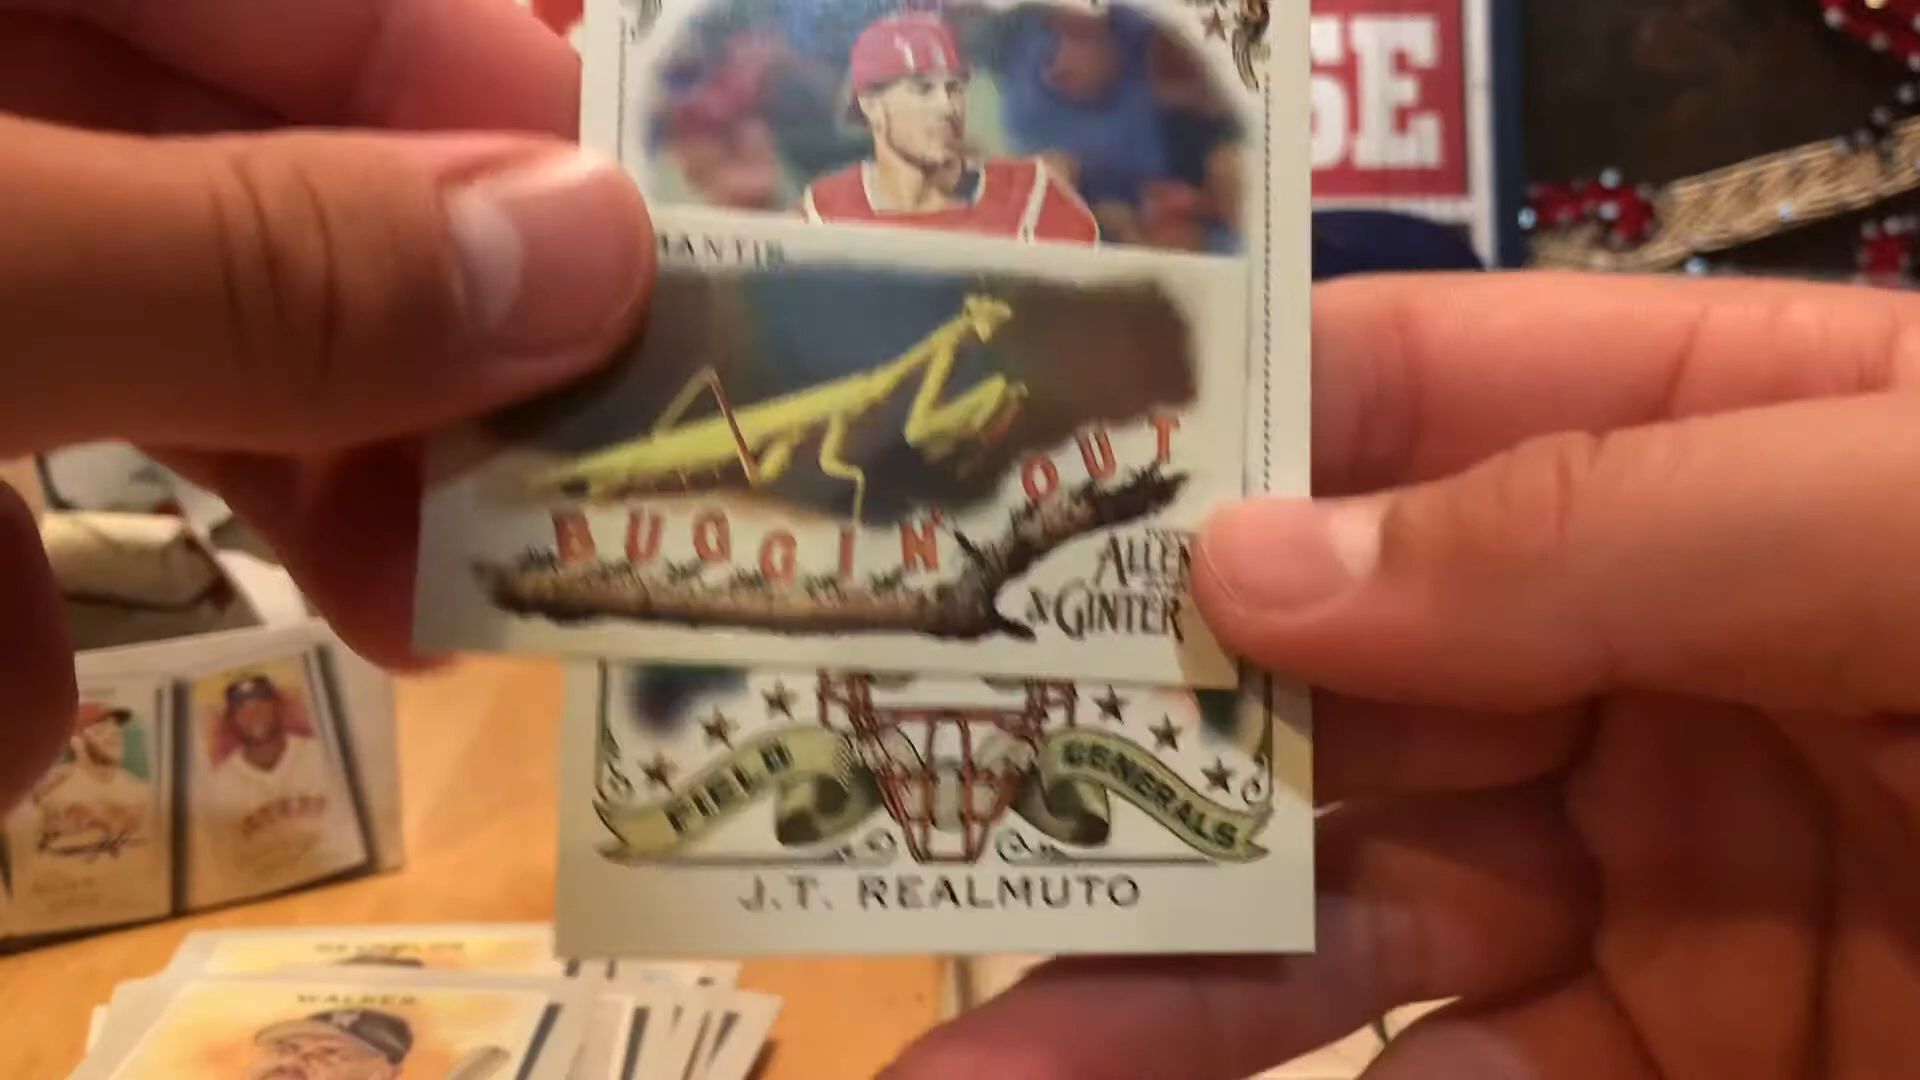 SE
MANTIS
BUGGIN' OUT
ALLEN
& GINTER
FIELD GENERALS
J.T. REALMUTO
WALKER